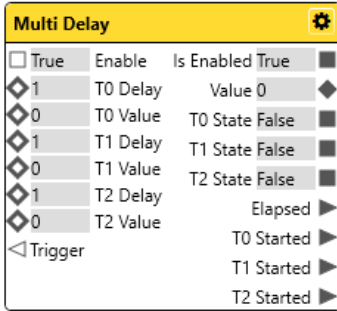 Multi Delay
True Enable Is Enabled True
1 T0 Delay Value 0
0 T0 Value T0 State False
1 T1 Delay T1 State False
0 T1 Value T2 State False
1 T2 Delay Elapsed
0 T2 Value T0 Started
Trigger T1 Started
T2 Started